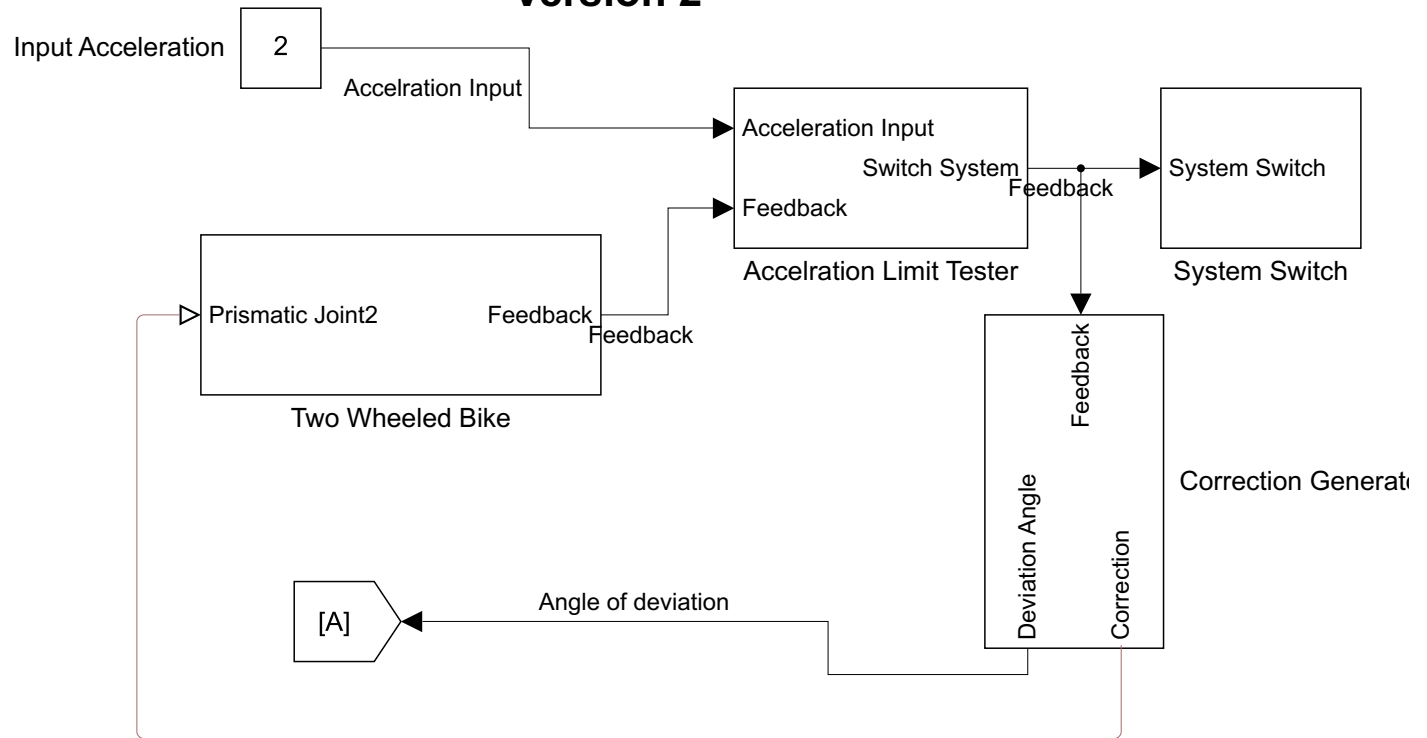 Version 2
Input Acceleration
2
Accelration Input
Acceleration Input
Switch System
Feedback
Feedback
System Switch
Accelration Limit Tester
System Switch
Prismatic Joint2
Feedback
Feedback
Two Wheeled Bike
Feedback
Deviation Angle
Correction
Correction Generat
Angle of deviation
[A]